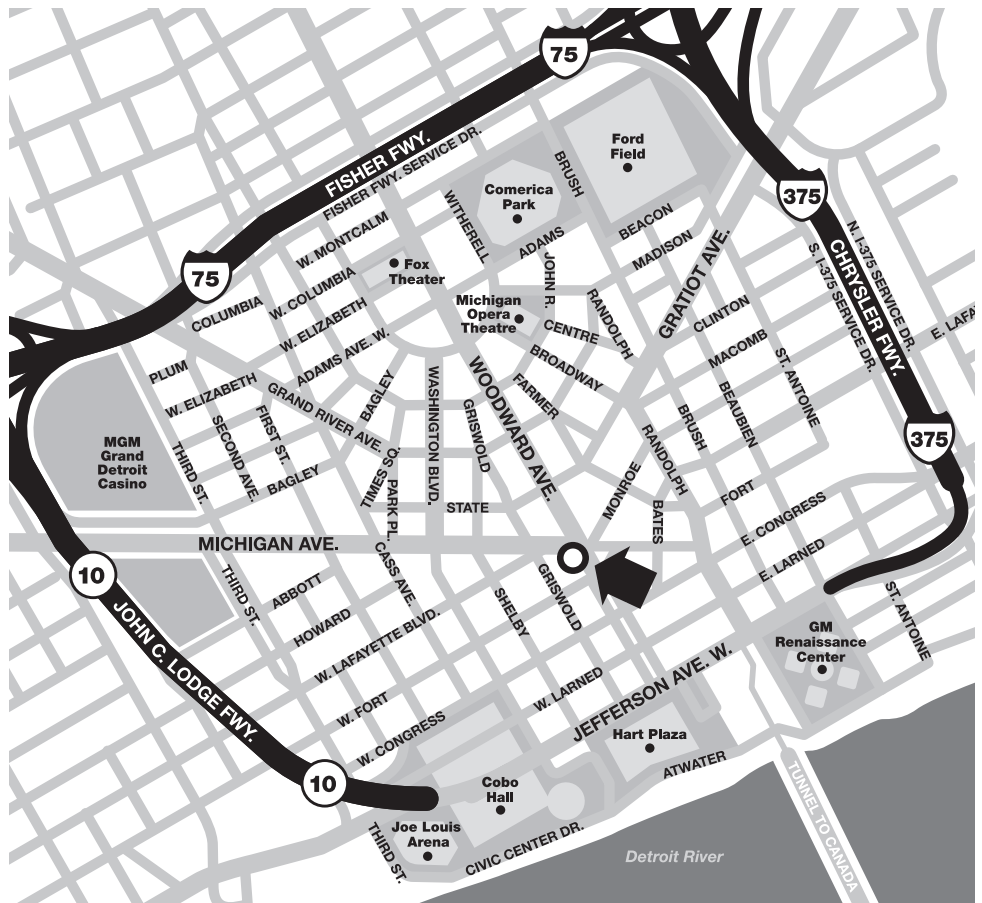 75
FISHER FWY.
FISHER FWY. SERVICE DR.
Ford
Field
BRUSH
Comerica
Park
WITHERELL
375
W. MONTCALM
ADAMS
BEACON
MADISON
GRATIOT AVE.
N. I-375 SERVICE DR.
S. I-375 SERVICE DR.
CHRYSLER FWY.
75
Fox
Theater
COLUMBIA
W. COLUMBIA
JOHN R.
Michigan
Opera
Theatre
RANDOLPH
CENTRE
CLINTON
E. LAFA
W. ELIZABETH
ADAMS AVE. W.
MACOMB
ST. ANTOINE
PLUM
W. ELIZABETH
GRAND RIVER AVE.
BAGLEY
WASHINGTON BLVD.
GRISWOLD
WOODWARD AVE.
BROADWAY
FARMER
BEAUBIEN
BRUSH
RANDOLPH
375
MGM
Grand
Detroit
Casino
THIRD ST.
SECOND AVE.
FIRST ST.
BAGLEY
TIMES SQ.
PARK PL.
STATE
MONROE
BATES
FORT
E. CONGRESS
E. LARNED
MICHIGAN AVE.
10
THIRD ST.
ABBOTT
CASS AVE.
HOWARD
SHELBY
GRISWOLD
W. LAFAYETTE BLVD.
JOHN C. LODGE FWY.
ST. ANTOINE
GM
Renaissance
Center
W. FORT
W. LARNED
JEFFERSON AVE. W.
W. CONGRESS
Hart Plaza
ATWATER
10
Cobo
Hall
Joe Louis
Arena
THIRD ST.
CIVIC CENTER DR.
Detroit River
TUNNEL TO CANADA